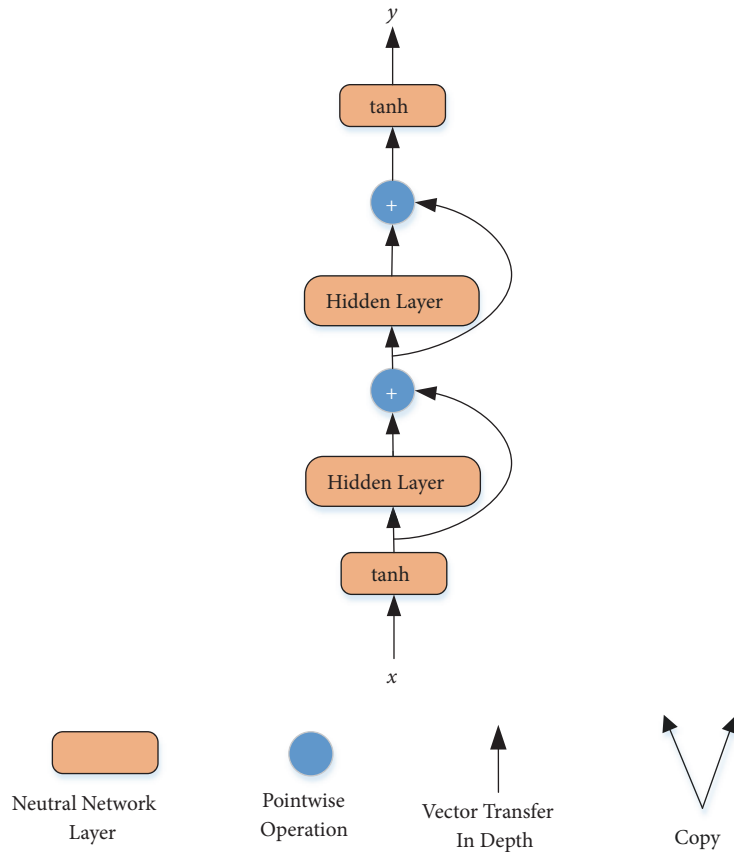 y
tanh
+
Hidden Layer
+
Hidden Layer
tanh
x
Neutral Network
Layer
Pointwise
Operation
Vector Transfer
In Depth
Copy